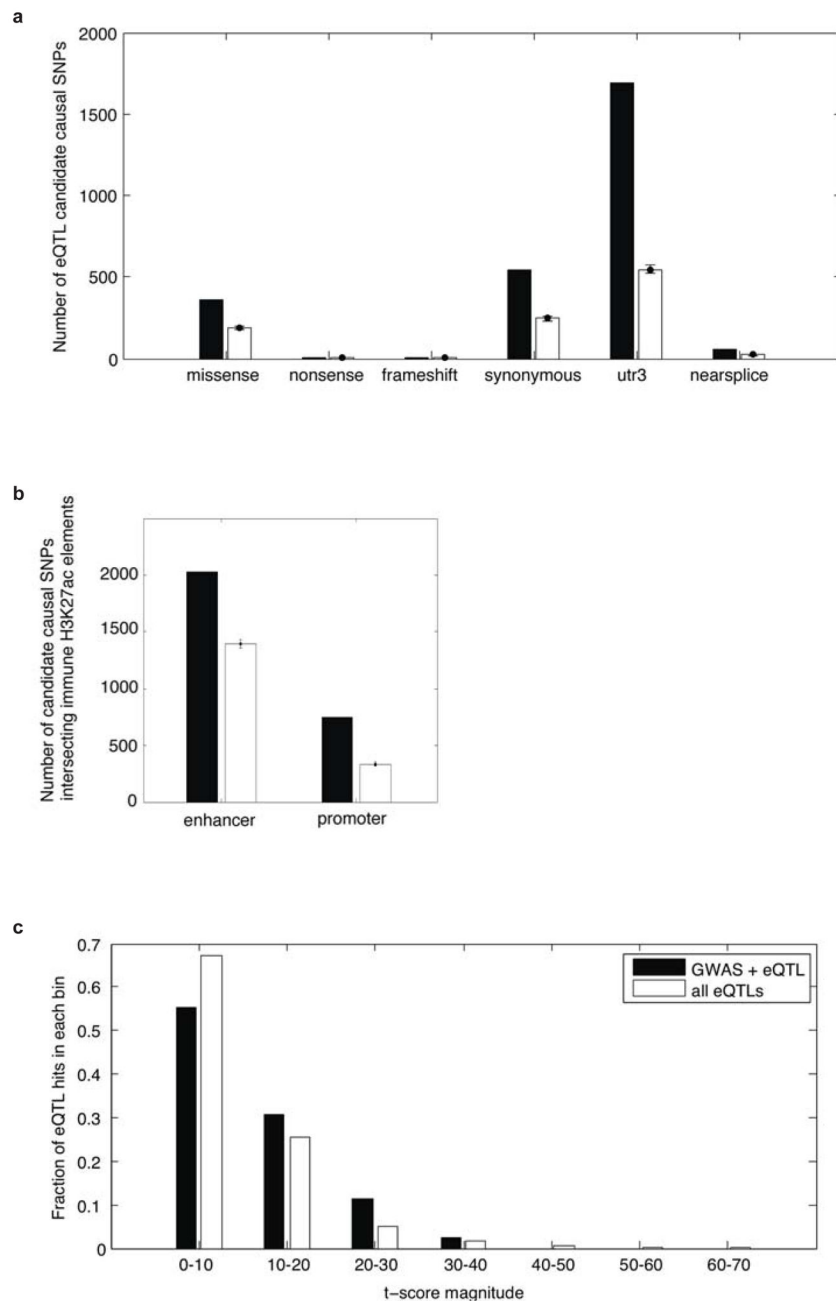 a
Number of eQTL candidate causal SNPs
2000
1500
1000
500
0
missense nonsense frameshift synonymous utr3 nearsplice
b
Number of candidate causal SNPs
intersecting immune H3K27ac elements
2000
1500
1000
500
0
enhancer promoter
c
Fraction of eQTL hits in each bin
0.7
0.6
0.5
0.4
0.3
0.2
0.1
0
GWAS + eQTL
all eQTLs
0-10 10-20 20-30 30-40 40-50 50-60 60-70
t-score magnitude